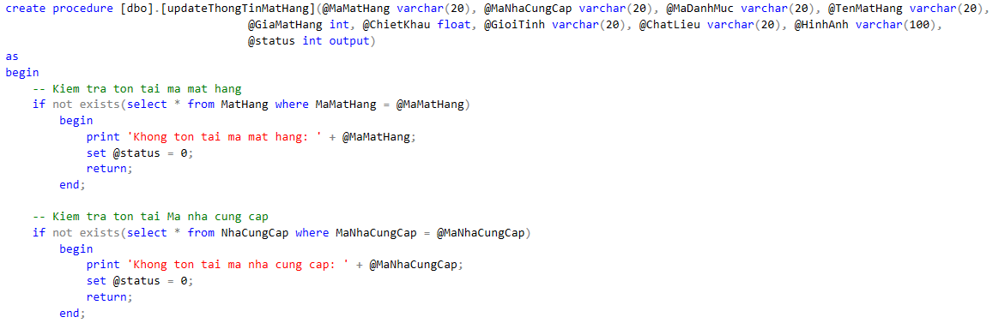 create procedure [dbo].[updateThongTinMatHang](@MaMatHang varchar(20), @MaNhaCungCap varchar(20), @MaDanhMuc varchar(20), @TenMatHang varchar(20),
@GiaMatHang int, @ChietKhau float, @GioiTinh varchar(20), @ChatLieu varchar(20), @HinhAnh varchar(100),
@status int output)
as
begin
-- Kiem tra ton tai ma mat hang
if not exists(select * from MatHang where MaMatHang = @MaMatHang)
begin
print 'Khong ton tai ma mat hang: ' + @MaMatHang;
set @status = 0;
return;
end;
-- Kiem tra ton tai Ma nha cung cap
if not exists(select * from NhaCungCap where MaNhaCungCap = @MaNhaCungCap)
begin
print 'Khong ton tai ma nha cung cap: ' + @MaNhaCungCap;
set @status = 0;
return;
end;